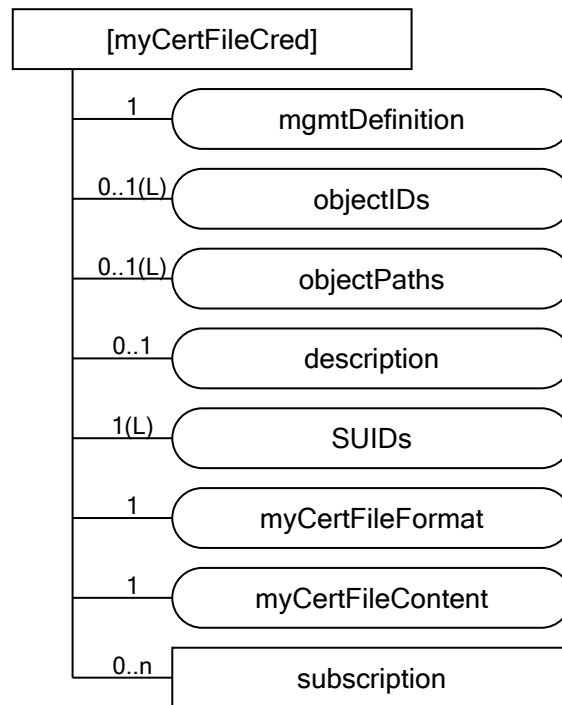 [myCertFileCred]
1
mgmtDefinition
0..1(L)
objectIDs
0..1(L)
objectPaths
0..1
description
1(L)
SUIDs
1
myCertFileFormat
1
myCertFileContent
0..n
subscription